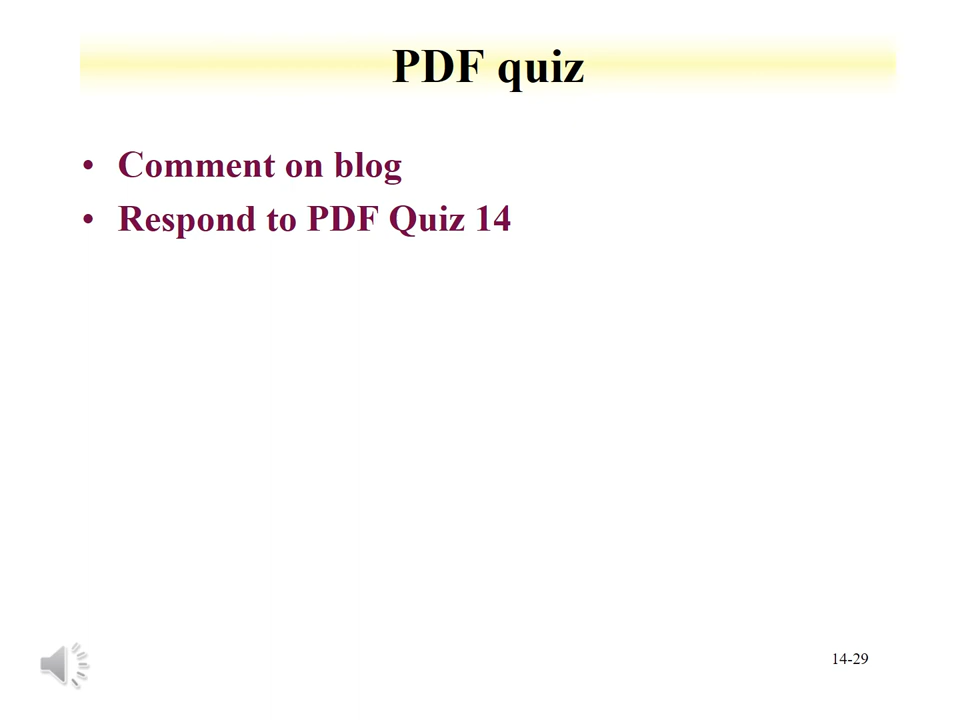 PDF quiz
• Comment on blog
• Respond to PDF Quiz 14
14-29